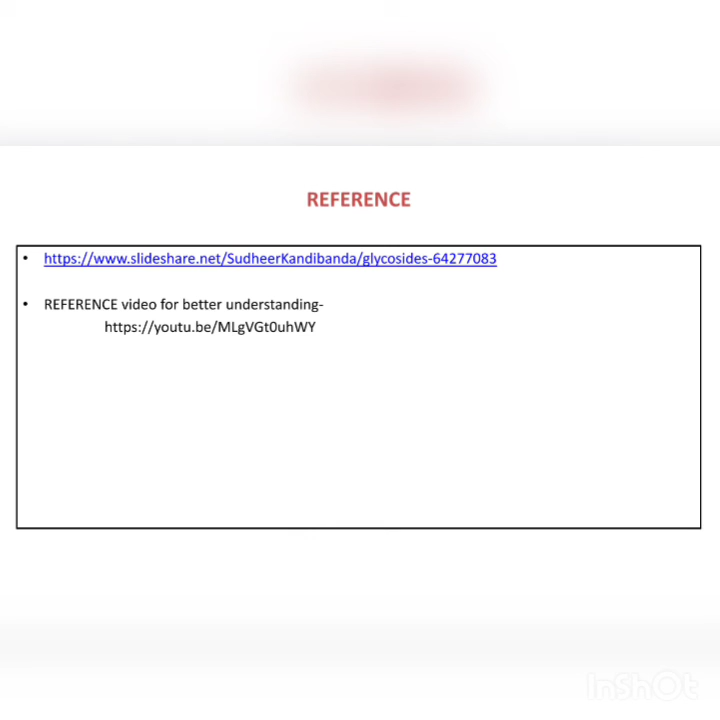 REFERENCE
• https://www.slideshare.net/SudheerKandibanda/glycosides-64277083
• REFERENCE video for better understanding-
https://youtu.be/MLgVGt0uhWY
InShOt